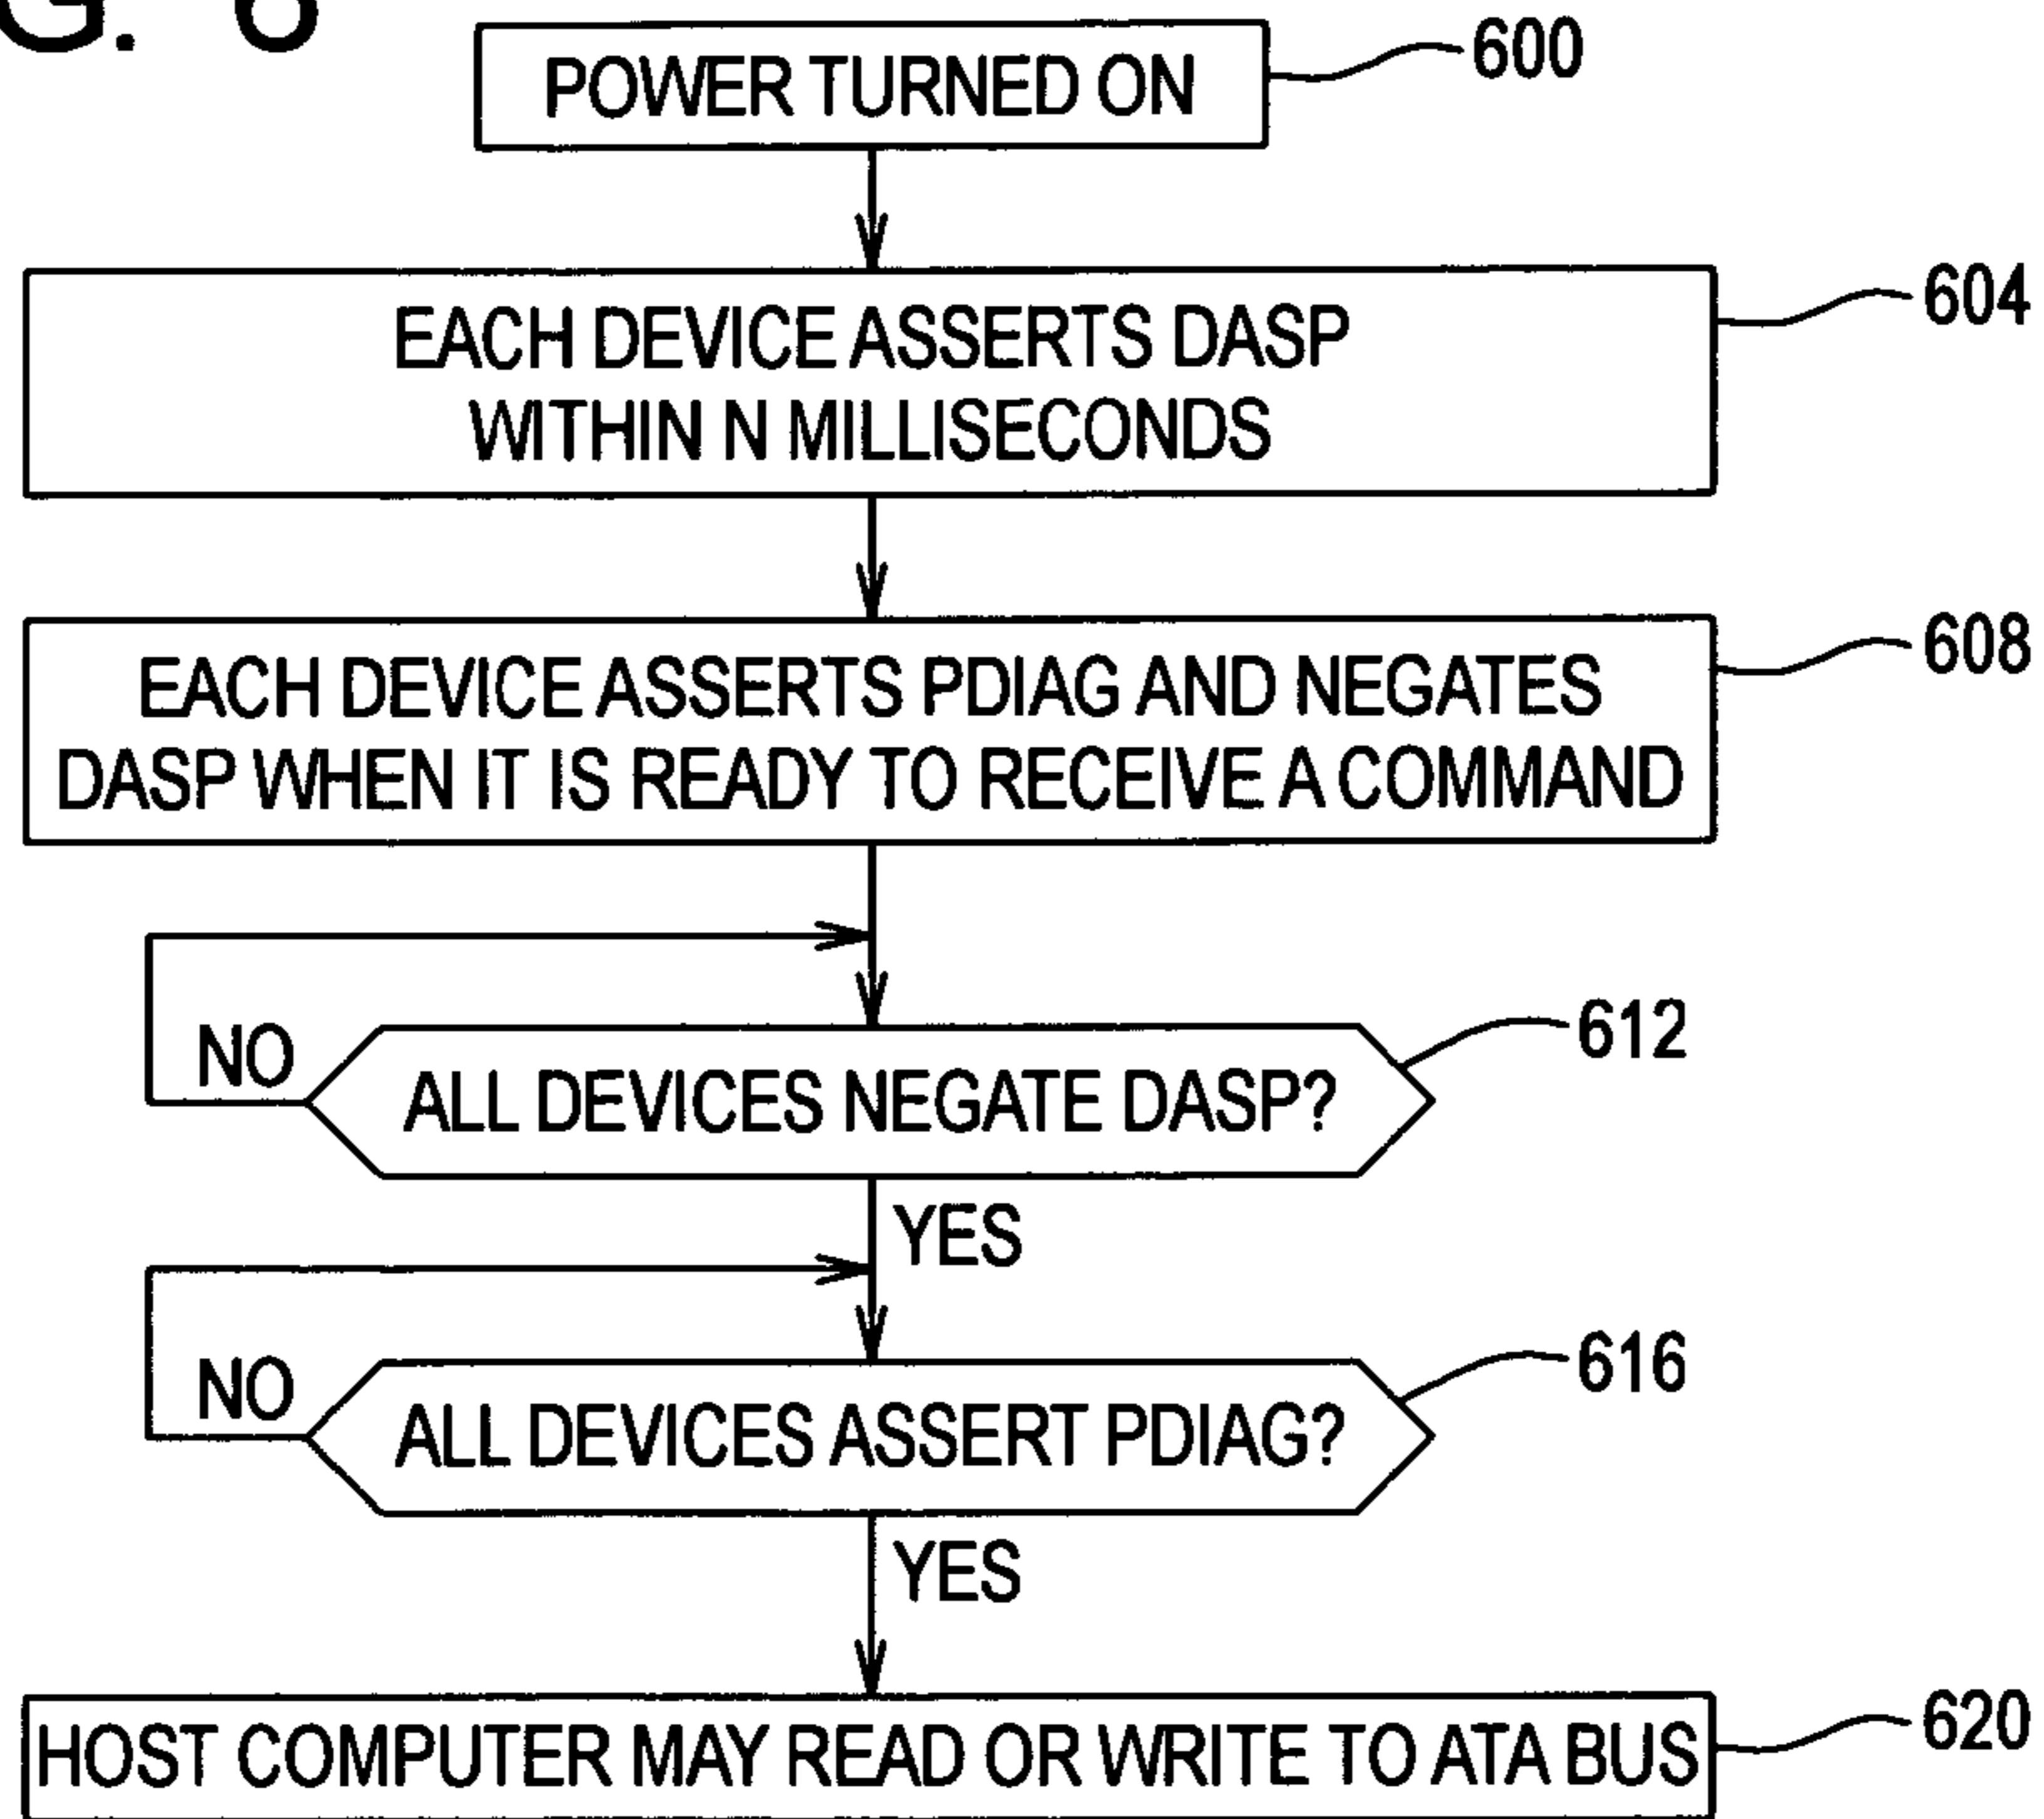 G. 6
POWER TURNED ON
600
EACH DEVICE ASSERTS DASP
WITHIN N MILLISECONDS
604
EACH DEVICE ASSERTS PDIAG AND NEGATES
DASP WHEN IT IS READY TO RECEIVE A COMMAND
608
NO
ALL DEVICES NEGATE DASP?
612
YES
NO
ALL DEVICES ASSERT PDIAG?
616
YES
HOST COMPUTER MAY READ OR WRITE TO ATA BUS
620